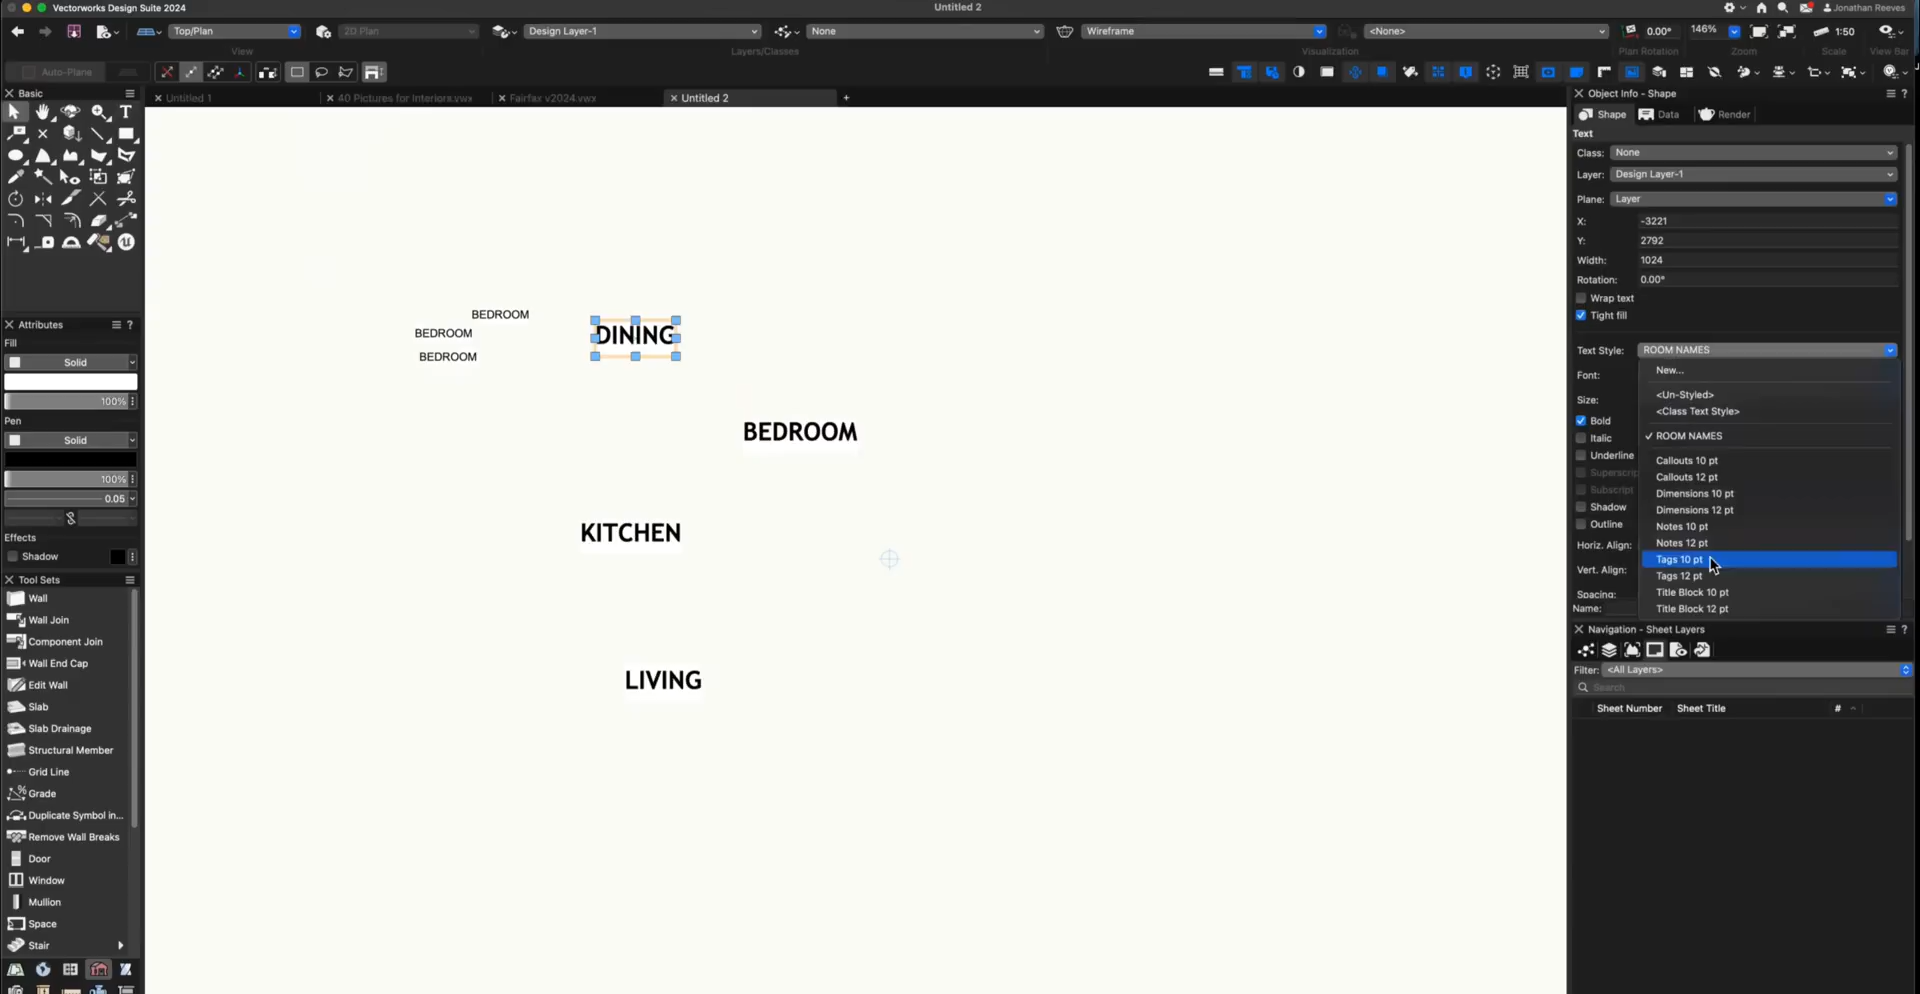 Vectorworks Design Suite 2024
Untitled 2
Jonathan Reeves
Top/Plan
2D Plan
Design Layer-1
None
Wireframe
<None>
0.00°
146%
1:50
View
Layers/Classes
Visualization
Plan Rotation
Zoom
Scale
View Bar
Auto-Plane
Basic
Untitled 1
40 Pictures for Interiors.vwx
Fairfax v2024.vwx
Untitled 2
Attributes
Fill
Solid
100%
Pen
Solid
100%
0.05
Effects
Shadow
Tool Sets
Wall
Wall Join
Component Join
Wall End Cap
Edit Wall
Slab
Slab Drainage
Structural Member
Grid Line
Grade
Duplicate Symbol in...
Remove Wall Breaks
Door
Window
Mullion
Space
Stair
BEDROOM
BEDROOM
BEDROOM
DINING
BEDROOM
KITCHEN
LIVING
Object Info - Shape
Shape
Data
Render
Text
Class: None
Layer: Design Layer-1
Plane: Layer
X: -3221
Y: 2792
Width: 1024
Rotation: 0.00°
Wrap text
Tight fill
Text Style: ROOM NAMES
Font:
Size:
Bold
Italic
Underline
Superscrip
Subscript
Shadow
Outline
Horiz. Align:
Vert. Align:
Spacing:
Name:
New...
<Un-Styled>
<Class Text Style>
ROOM NAMES
Callouts 10 pt
Callouts 12 pt
Dimensions 10 pt
Dimensions 12 pt
Notes 10 pt
Notes 12 pt
Tags 10 pt
Tags 12 pt
Title Block 10 pt
Title Block 12 pt
Navigation - Sheet Layers
Filter: <All Layers>
Search
Sheet Number
Sheet Title
#